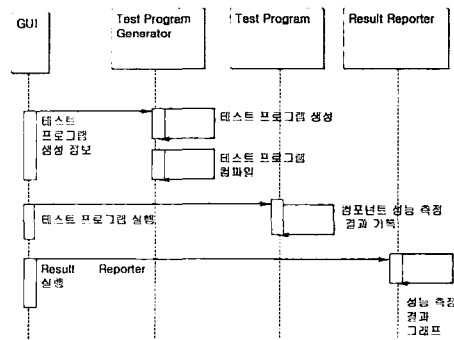 GUI
Test Program
Generator
Test Program
Result Reporter
테스트
프로그램
생성 정보
테스트 프로그램 생성
테스트 프로그램
컴파일
테스트 프로그램 실행
컴포넌트 성능 측정
결과 기록
Result Reporter
실행
성능 측정
결과
그래프